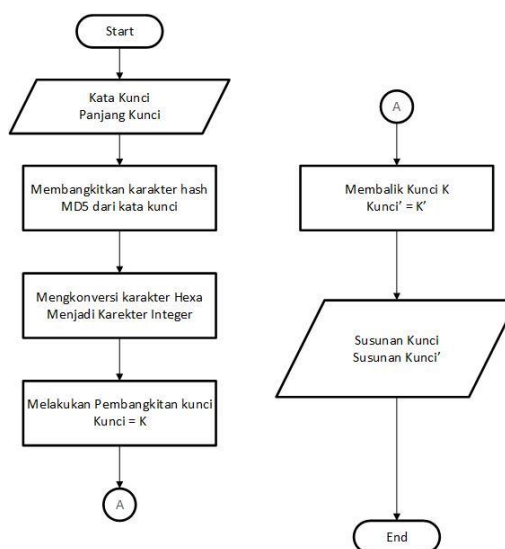 Start
Kata Kunci
Panjang Kunci
Membangkitkan karakter hash
MD5 dari kata kunci
Mengkonversi karakter Hexa
Menjadi Karekter Integer
Melakukan Pembangkitan kunci
Kunci = K
A
A
Membalik Kunci K
Kunci’ = K’
Susunan Kunci
Susunan Kunci’
End